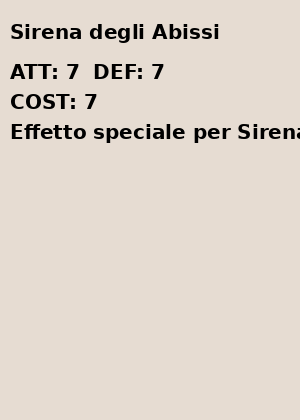 Sirena degli Abissi
ATT: 7 DEF: 7
COST: 7
Effetto speciale per Sirena